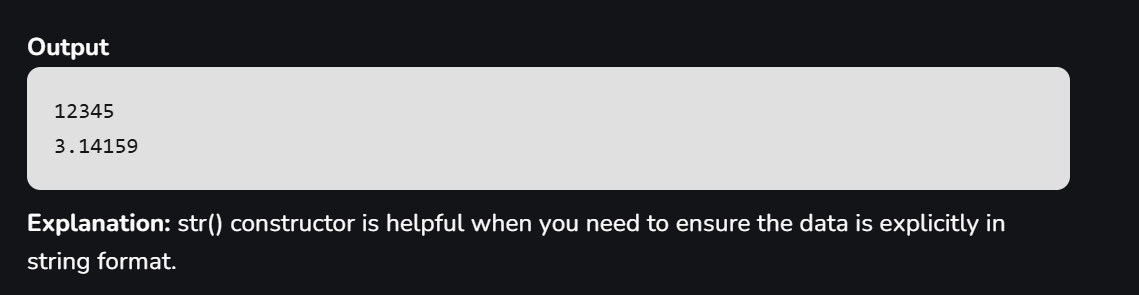 Output
12345
3.14159
Explanation: str() constructor is helpful when you need to ensure the data is explicitly in
string format.